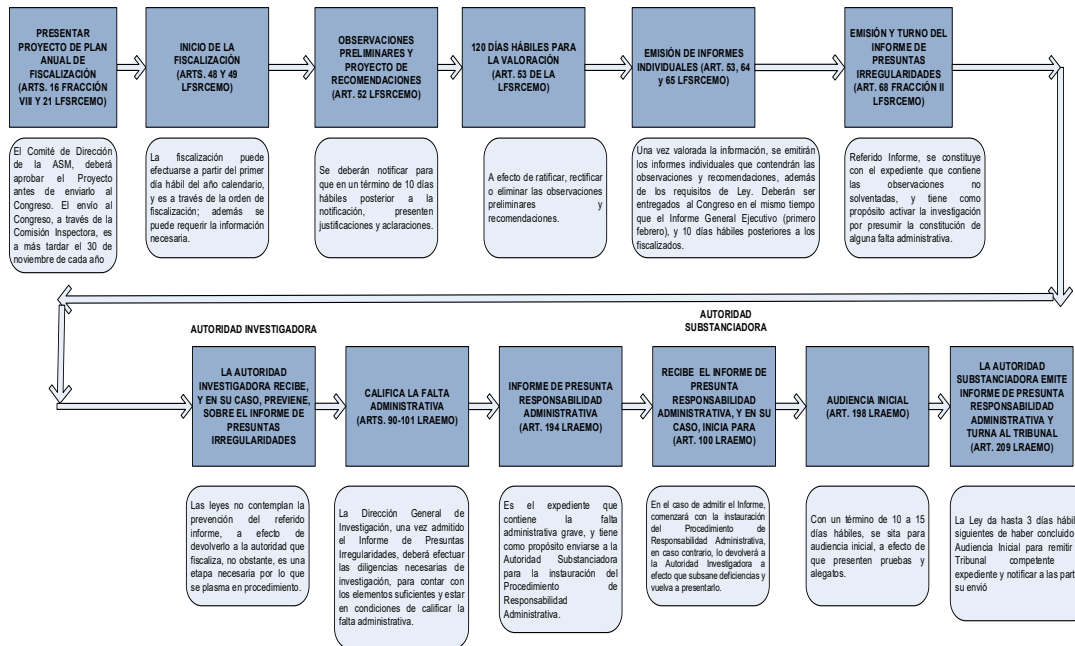 PRESENTAR
PROYECTO DE PLAN
ANUAL DE
FISCALIZACIÓN
(ARTS. 16 FRACCIÓN
VIII Y 21 LFSRCEMO)
INICIO DE LA
FISCALIZACIÓN
(ARTS. 48 Y 49
LFSRCEMO)
OBSERVACIONES
PRELIMINARES Y
PROYECTO DE
RECOMENDACIONES
(ART. 52 LFSRCEMO)
120 DÍAS HÁBILES PARA
LA VALORACIÓN
(ART. 53 DE LA
LFSRCEMO)
EMISIÓN DE INFORMES
INDIVIDUALES (ART. 53, 64
y 65 LFSRCEMO)
EMISIÓN Y TURNO DEL
INFORME DE
PRESUNTAS
IRREGULARIDADES
(ART. 68 FRACCIÓN II
LFSRCEMO)
El Comité de Dirección
de la ASM, deberá
aprobar el Proyecto
antes de enviarlo al
Congreso. El envío al
Congreso, a través de la
Comisión Inspectora, es
a más tardar el 30 de
noviembre de cada año
La fiscalización puede
efectuarse a partir del primer
día hábil del año calendario,
y es a través de la orden de
fiscalización; además se
puede requerir la información
necesaria.
Se deberán notificar para
que en un término de 10 días
hábiles posterior a la
notificación, presenten
justificaciones y aclaraciones.
A efecto de ratificar, rectificar
o eliminar las observaciones
preliminares y
recomendaciones.
Una vez valorada la información, se emitirán
los informes individuales que contendrán las
observaciones y recomendaciones, además
de los requisitos de Ley. Deberán ser
entregados al Congreso en el mismo tiempo
que el Informe General Ejecutivo (primero
febrero), y 10 días hábiles posteriores a los
fiscalizados.
Referido Informe, se constituye
con el expediente que contiene
las observaciones no
solventadas, y tiene como
propósito activar la investigación
por presumir la constitución de
alguna falta administrativa.
AUTORIDAD INVESTIGADORA
AUTORIDAD
SUBSTANCIADORA
LA AUTORIDAD
INVESTIGADORA RECIBE,
Y EN SU CASO, PREVIENE,
SOBRE EL INFORME DE
PRESUNTAS
IRREGULARIDADES
CALIFICA LA FALTA
ADMINISTRATIVA
(ARTS. 90-101 LRAEMO)
INFORME DE PRESUNTA
RESPONSABILIDAD
ADMINISTRATIVA
(ART. 194 LRAEMO)
RECIBE EL INFORME DE
PRESUNTA
RESPONSABILIDAD
ADMINISTRATIVA, Y EN SU
CASO, INICIA PARA
(ART. 100 LRAEMO)
AUDIENCIA INICIAL
(ART. 198 LRAEMO)
LA AUTORIDAD
SUBSTANCIADORA EMITE
INFORME DE PRESUNTA
RESPONSABILIDAD
ADMINISTRATIVA Y
TURNA AL TRIBUNAL
(ART. 209 LRAEMO)
Las leyes no contemplan la
prevención del referido
informe, a efecto de
devolverlo a la autoridad que
fiscaliza, no obstante, es una
etapa necesaria por lo que
se plasma en procedimiento.
La Dirección General de
Investigación, una vez admitido
el Informe de Presuntas
Irregularidades, deberá efectuar
las diligencias necesarias de
investigación, para contar con
los elementos suficientes y estar
en condiciones de calificar la
falta administrativa.
Es el expediente que
contiene la falta
administrativa grave, y tiene
como propósito enviarse a la
Autoridad Substanciadora
para la instauración del
Procedimiento de
Responsabilidad
Administrativa.
En el caso de admitir el Informe,
comenzará con la instauración
del Procedimiento de
Responsabilidad Administrativa,
en caso contrario, lo devolverá a
la Autoridad Investigadora a
efecto que subsane deficiencias y
vuelva a presentarlo.
Con un término de 10 a 15
días hábiles, se sita para
audiencia inicial, a efecto de
que presenten pruebas y
alegatos.
La Ley da hasta 3 días hábil
siguientes de haber concluido
Audiencia Inicial para remitir
Tribunal competente
expediente y notificar a las part
su envió